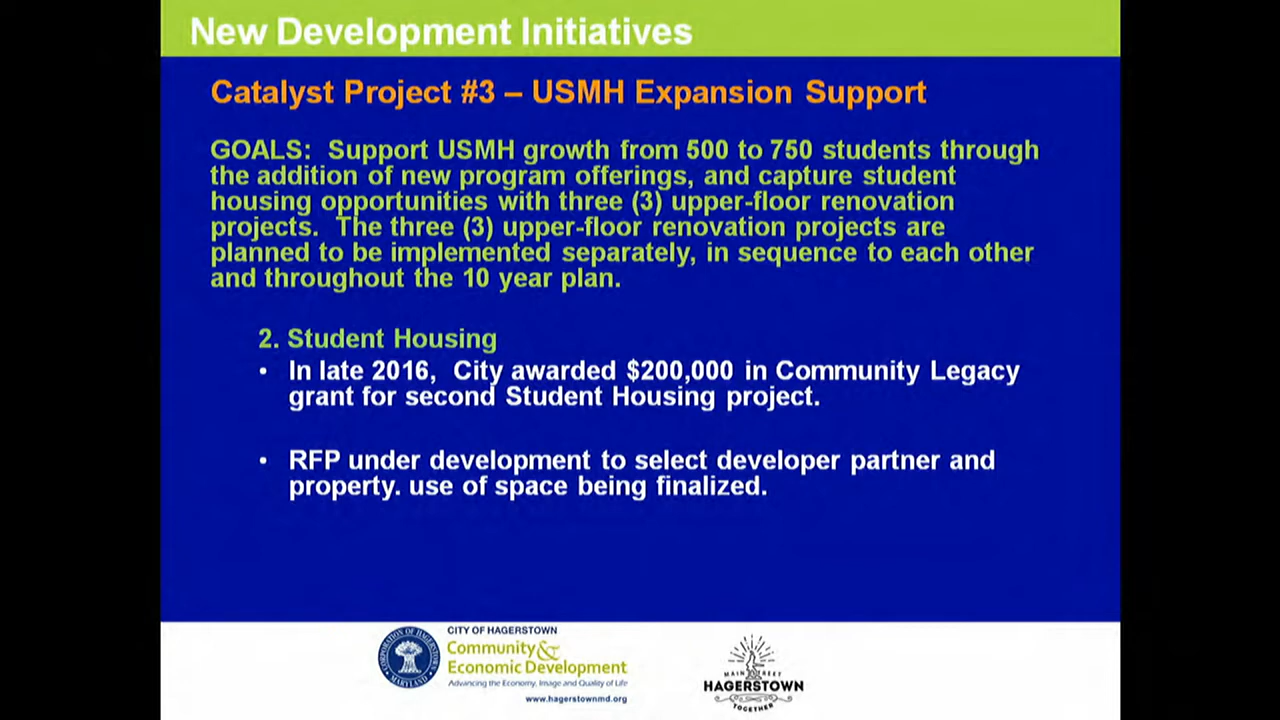 New Development Initiatives
Catalyst Project #3 – USMH Expansion Support
GOALS:  Support USMH growth from 500 to 750 students through
the addition of new program offerings, and capture student
housing opportunities with three (3) upper-floor renovation
projects.  The three (3) upper-floor renovation projects are
planned to be implemented separately, in sequence to each other
and throughout the 10 year plan.
2. Student Housing
• In late 2016,  City awarded $200,000 in Community Legacy
grant for second Student Housing project.
• RFP under development to select developer partner and
property. use of space being finalized.
CORPORATION OF HAGERSTOWN
MARYLAND
CITY OF HAGERSTOWN
Community &
Economic Development
Advancing the Economy, Image and Quality of Life
www.hagerstownmd.org
MAIN STREET
HAGERSTOWN
TOGETHER